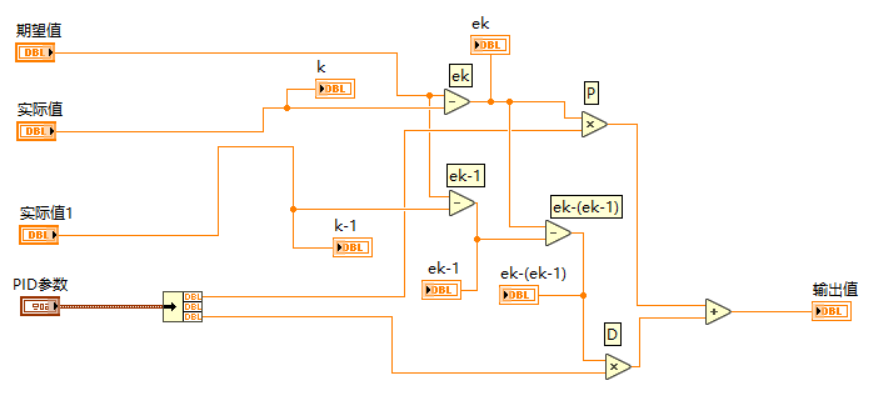 期望值
DBL
实际值
DBL
实际值1
DBL
PID参数
DBL
DBL
DBL
k
DBL
k-1
DBL
ek
DBL
ek
-
ek-1
-
ek-1
DBL
ek-(ek-1)
-
ek-(ek-1)
DBL
P
×
D
×
+
输出值
DBL